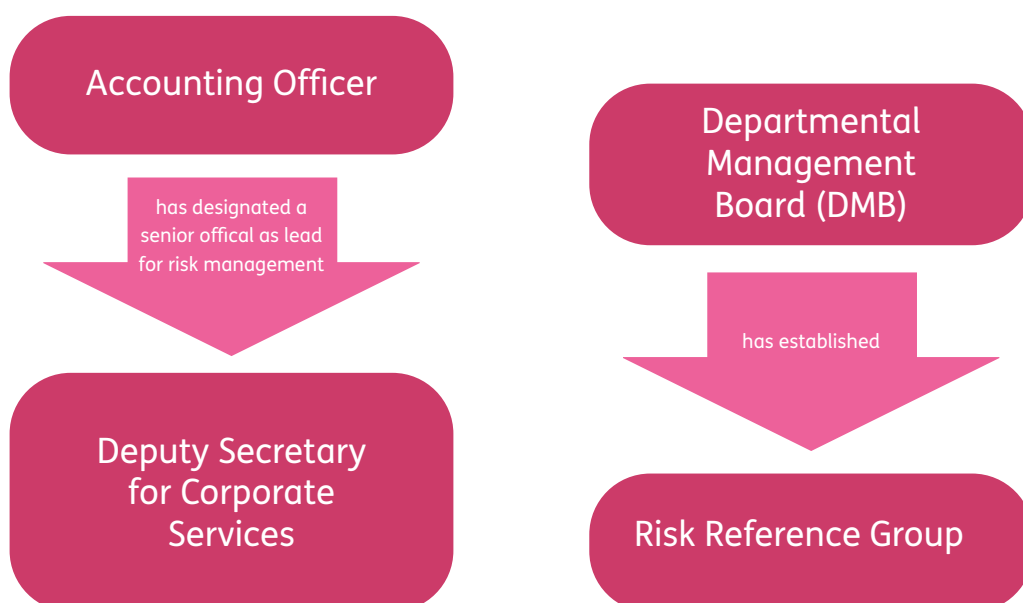 Accounting Officer
has designated a
senior offical as lead
for risk management
Deputy Secretary
for Corporate
Services
Departmental
Management
Board (DMB)
has established
Risk Reference Group